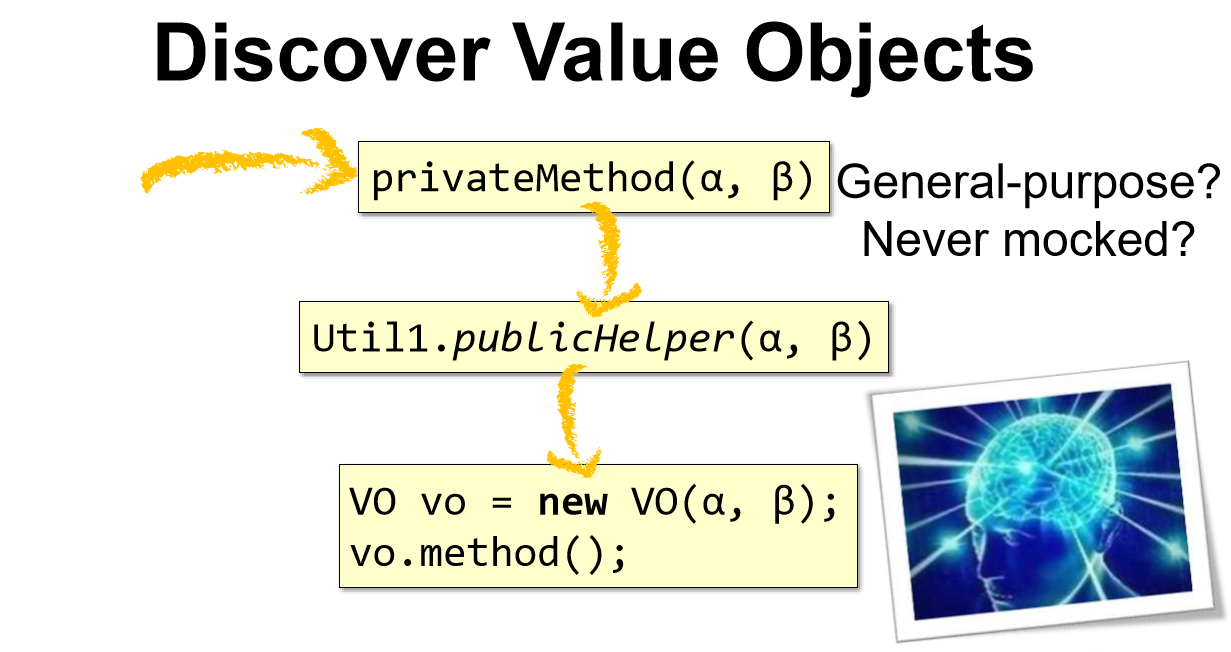 Discover Value Objects
privateMethod(α, β)
General-purpose?
Never mocked?
Util1.publicHelper(α, β)
VO vo = new VO(α, β);
vo.method();